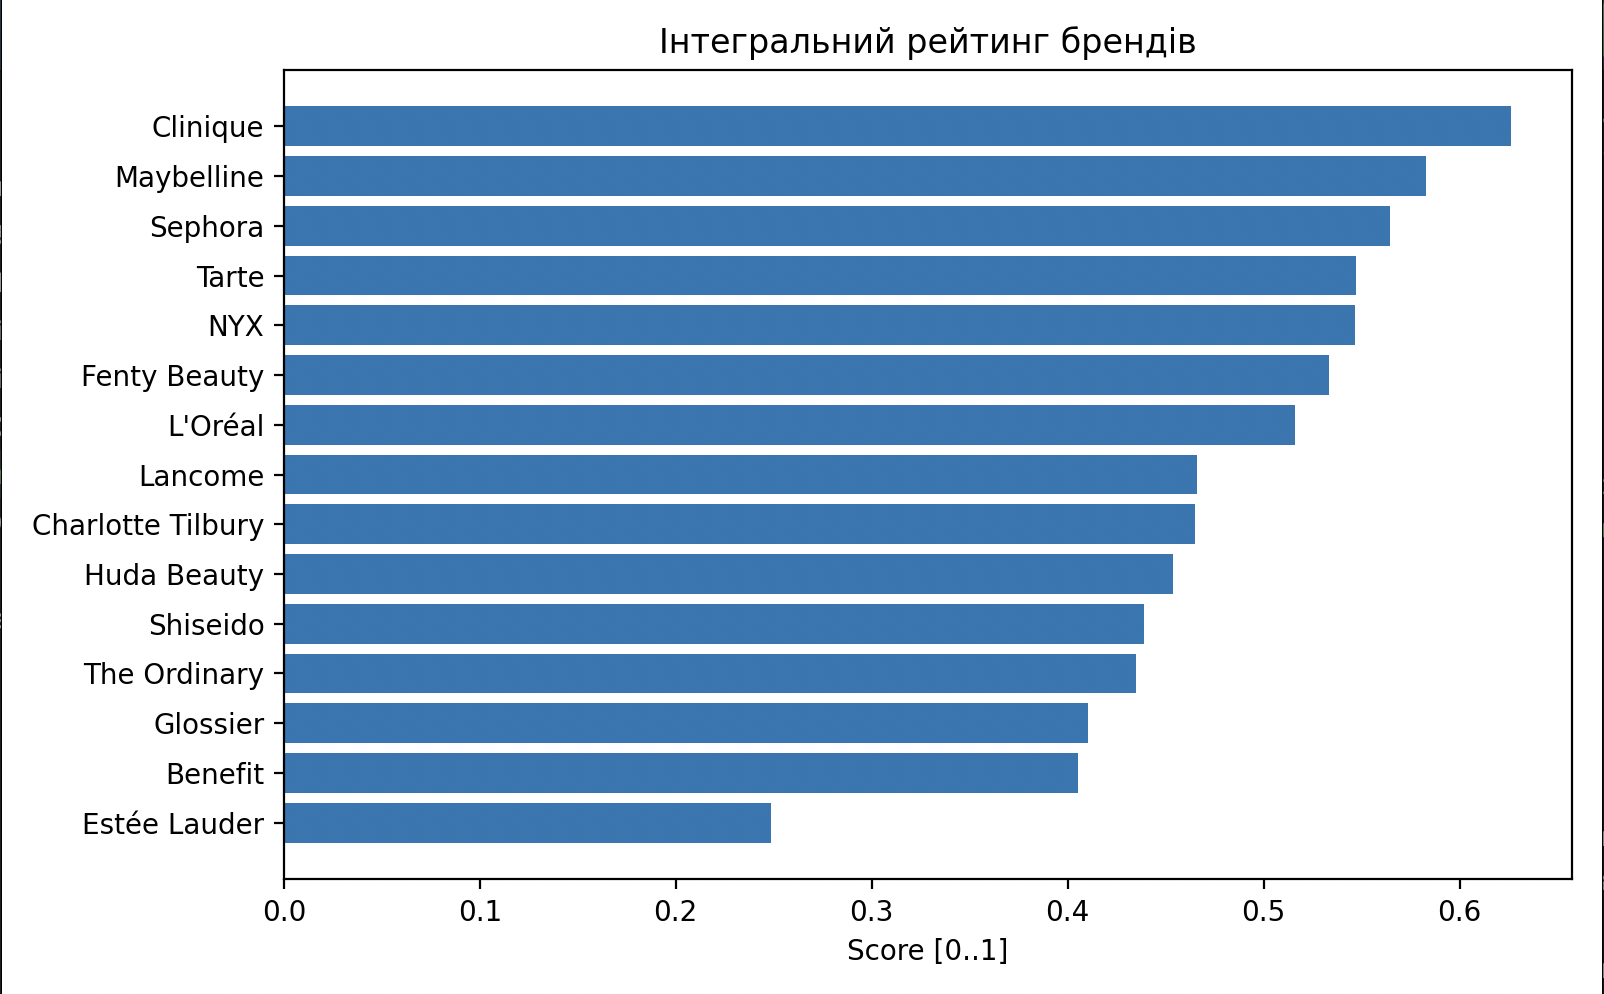 Інтегральний рейтинг брендів
Clinique
Maybelline
Sephora
Tarte
NYX
Fenty Beauty
L'Oréal
Lancome
Charlotte Tilbury
Huda Beauty
Shiseido
The Ordinary
Glossier
Benefit
Estée Lauder
0.0 0.1 0.2 0.3 0.4 0.5 0.6
Score [0..1]